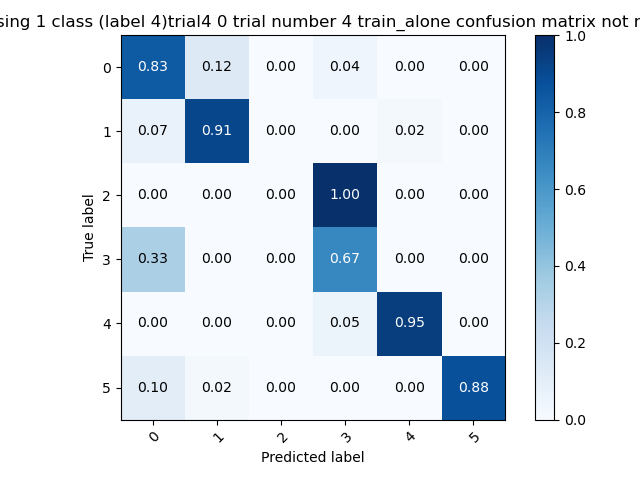 sing 1 class (label 4)trial4 0 trial number 4 train_alone confusion matrix not
True label
0 0.83 0.12 0.00 0.04 0.00 0.00
1 0.07 0.91 0.00 0.00 0.02 0.00
2 0.00 0.00 0.00 1.00 0.00 0.00
3 0.33 0.00 0.00 0.67 0.00 0.00
4 0.00 0.00 0.00 0.05 0.95 0.00
5 0.10 0.02 0.00 0.00 0.00 0.88
0 1 2 3 4 5
Predicted label
1.0
0.8
0.6
0.4
0.2
0.0